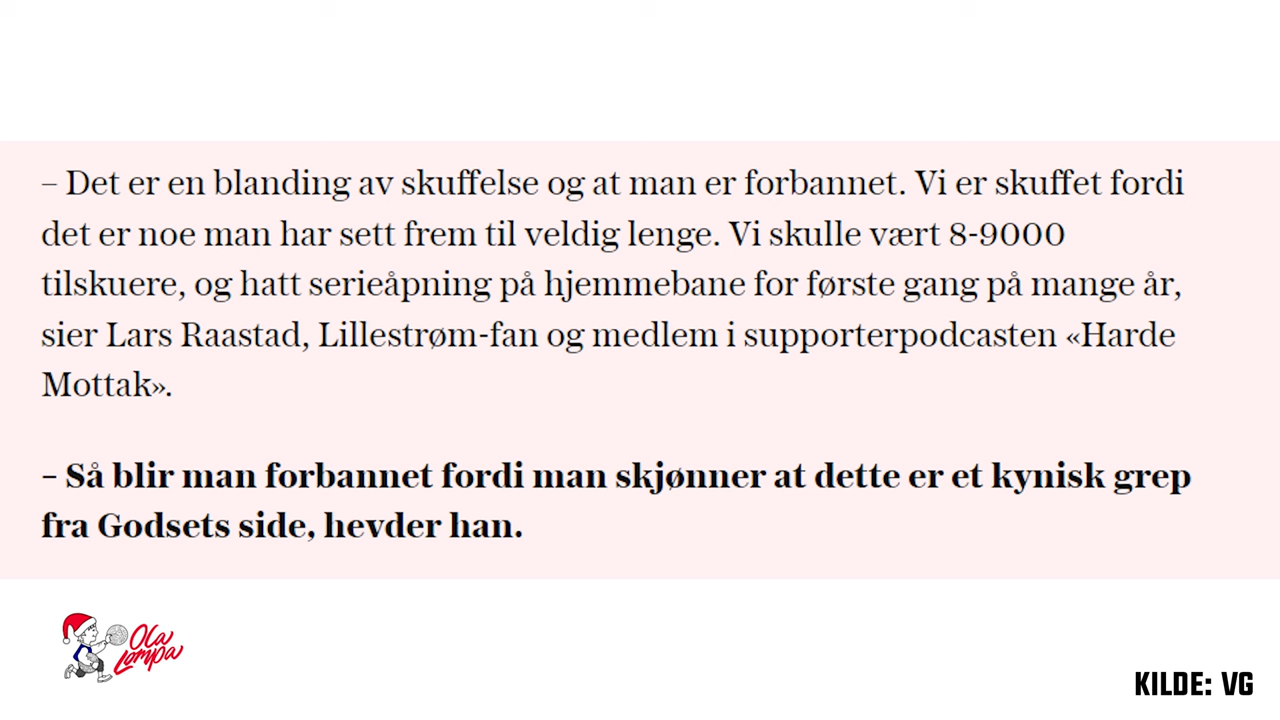 – Det er en blanding av skuffelse og at man er forbannet. Vi er skuffet fordi
det er noe man har sett frem til veldig lenge. Vi skulle vært 8-9000
tilskuere, og hatt serieåpning på hjemmebane for første gang på mange år,
sier Lars Raastad, Lillestrøm-fan og medlem i supporterpodcasten «Harde
Mottak».
– Så blir man forbannet fordi man skjønner at dette er et kynisk grep
fra Godsets side, hevder han.
Ola
Lompa
KILDE: VG